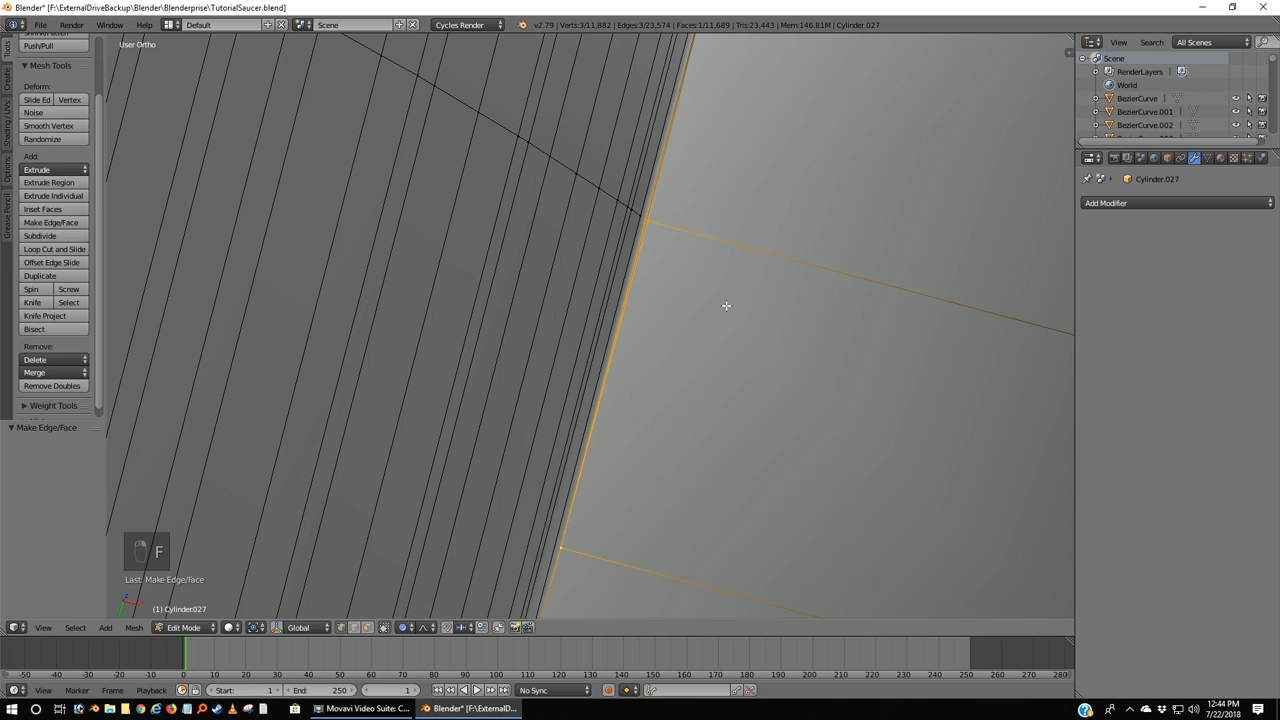 Blender* [F:\ExternalDriveBackup\Blender\Blenderprise\TutorialSaucer.blend]
File Render Window Help Default Scene Cycles Render v2.79 | Verts:3/11,882 | Edges:3/23,574 | Faces:1/11,689 | Tris:23,443 | Mem:146.81M | Cylinder.027
Tools
Create
Shading / UVs
Options
Grease Pencil
Push/Pull
Mesh Tools
Deform:
Slide Ed Vertex
Noise
Smooth Vertex
Randomize
Add:
Extrude
Extrude Region
Extrude Individual
Inset Faces
Make Edge/Face
Subdivide
Loop Cut and Slide
Offset Edge Slide
Duplicate
Spin Screw
Knife Select
Knife Project
Bisect
Remove:
Delete
Merge
Remove Doubles
Weight Tools
Make Edge/Face
User Ortho
F
Last: Make Edge/Face
(1) Cylinder.027
View Search All Scenes
Scene
RenderLayers
World
BezierCurve
BezierCurve.001
BezierCurve.002
Cylinder.027
Add Modifier
View Select Add Mesh Edit Mode Global
-50 -40 -30 -20 -10 0 10 20 30 40 50 60 70 80 90 100 110 120 130 140 150 160 170 180 190 200 210 220 230 240 250 260 270 280
View Marker Frame Playback Start: 1 End: 250 1 No Sync
Movavi Video Suite: C... Blender* [F:\ExternalD... 12:44 PM
7/22/2018